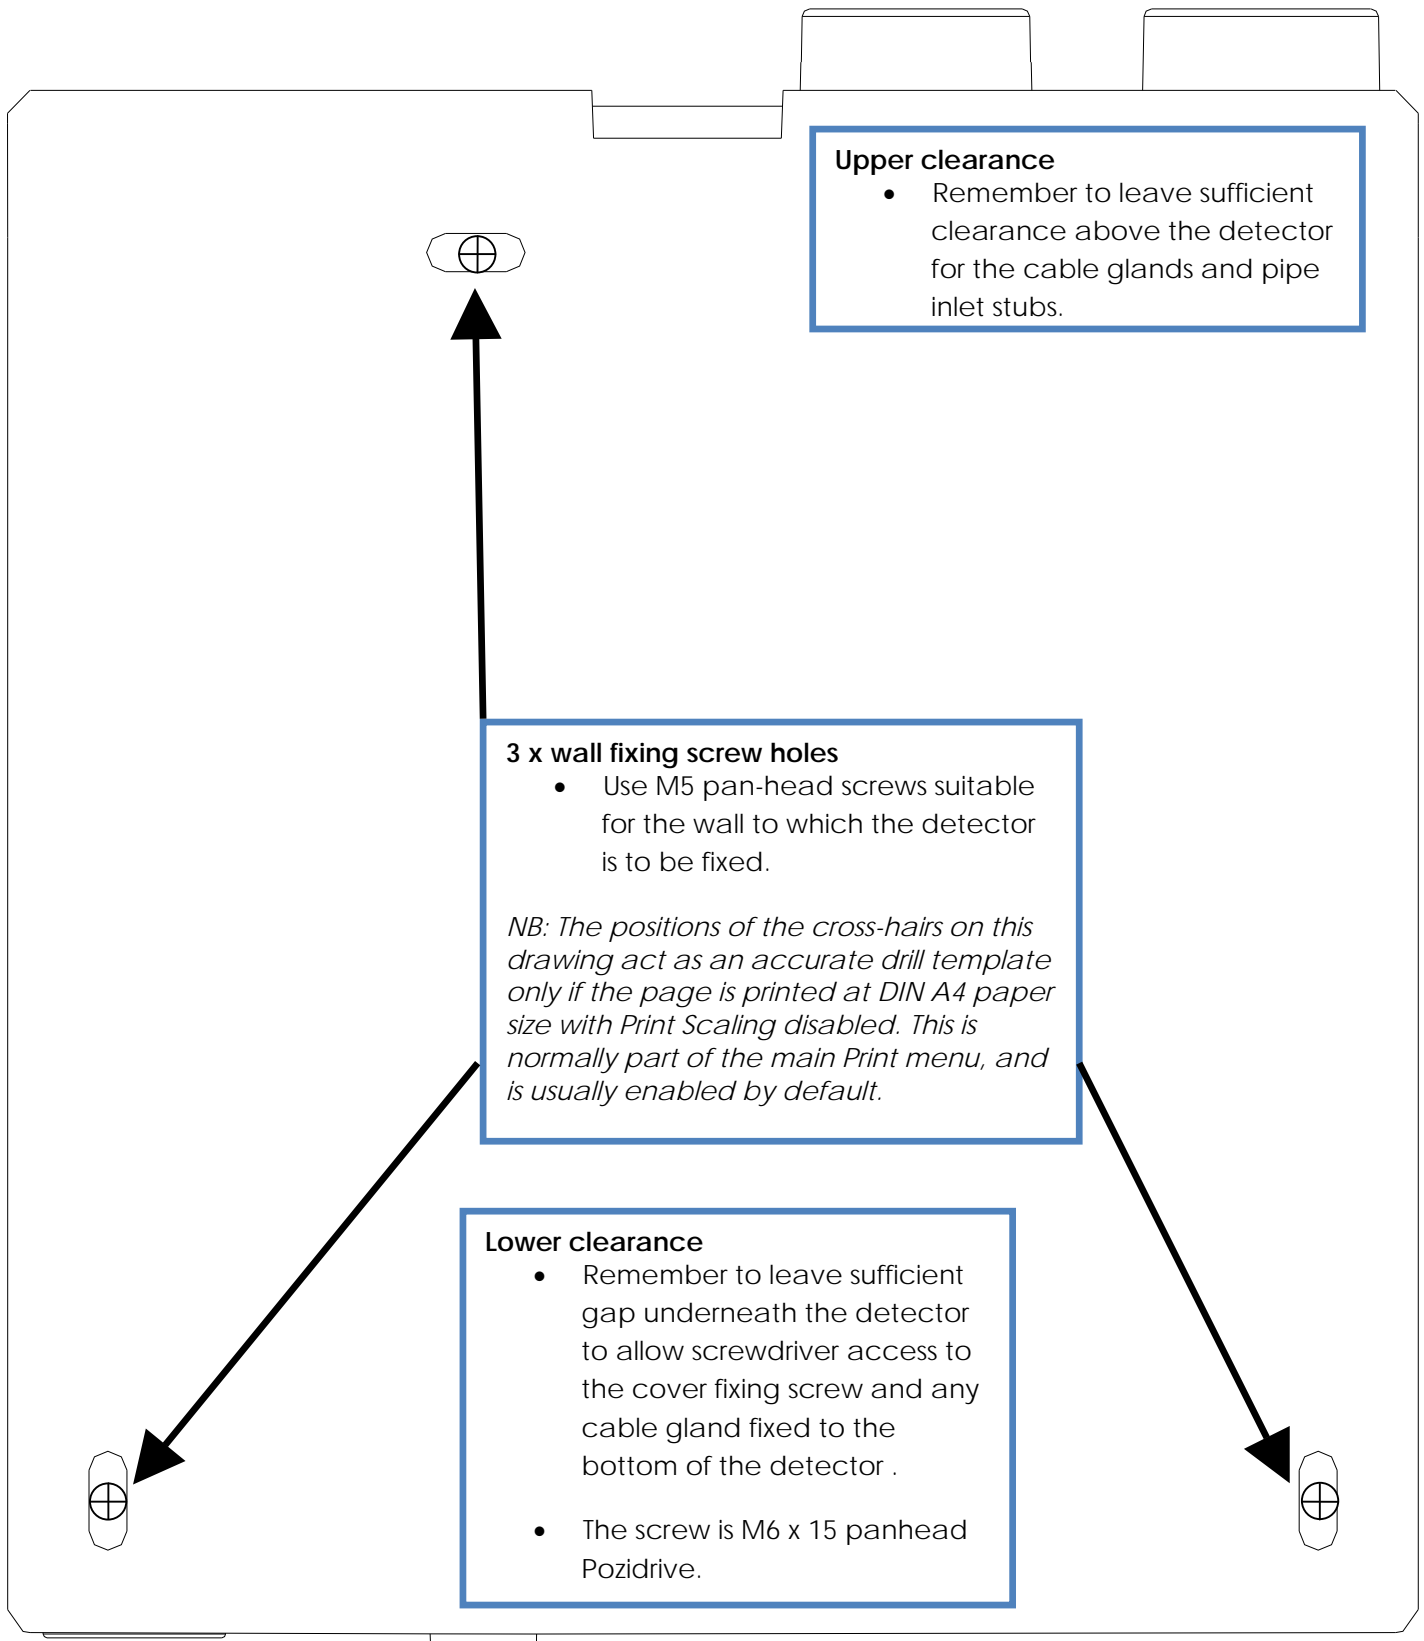 Upper clearance
• Remember to leave sufficient
clearance above the detector
for the cable glands and pipe
inlet stubs.
3 x wall fixing screw holes
• Use M5 pan-head screws suitable
for the wall to which the detector
is to be fixed.
NB: The positions of the cross-hairs on this
drawing act as an accurate drill template
only if the page is printed at DIN A4 paper
size with Print Scaling disabled. This is
normally part of the main Print menu, and
is usually enabled by default.
Lower clearance
• Remember to leave sufficient
gap underneath the detector
to allow screwdriver access to
the cover fixing screw and any
cable gland fixed to the
bottom of the detector .
• The screw is M6 x 15 panhead
Pozidrive.